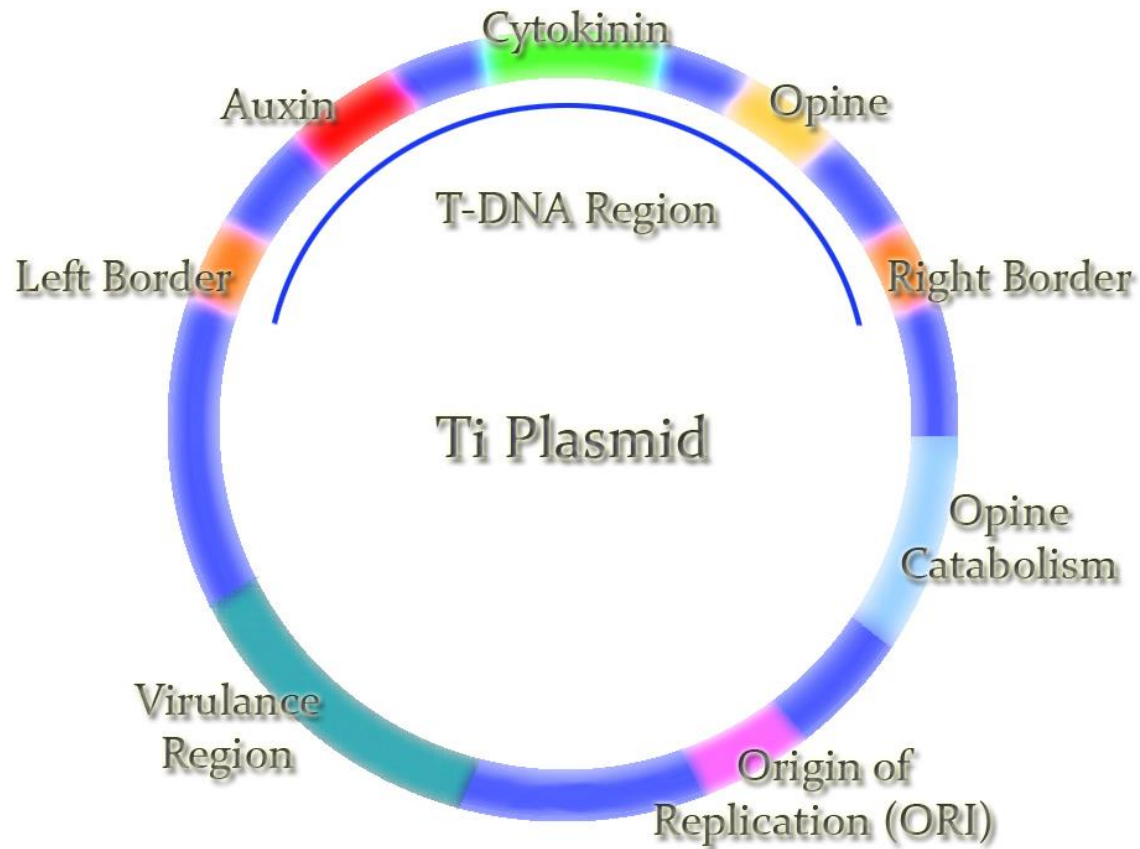 Cytokinin
Auxin
Opine
T-DNA Region
Left Border
Right Border
Ti Plasmid
Opine
Catabolism
Virulance
Region
Origin of
Replication (ORI)